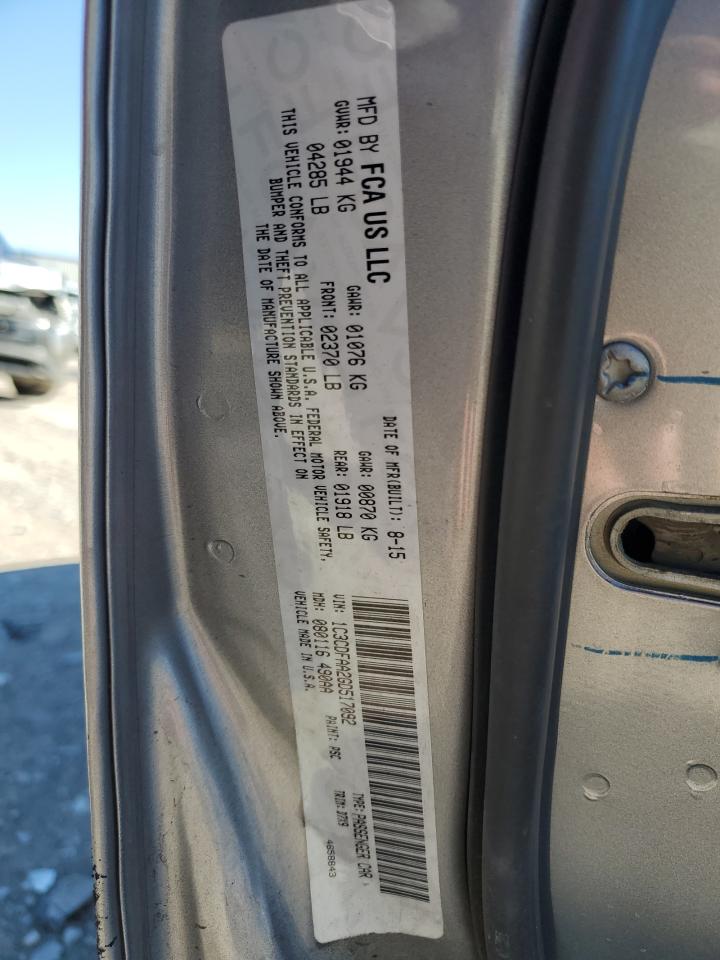 MFD BY FCA US LLC
DATE OF MFR(BUILT): 8-15
GVWR: 01944 KG
GAWR: 01076 KG
GAWR: 00870 KG
04285 LB
FRONT: 02370 LB
REAR: 01918 LB
THIS VEHICLE CONFORMS TO ALL APPLICABLE U.S.A. FEDERAL MOTOR VEHICLE SAFETY,
BUMPER AND THEFT PREVENTION STANDARDS IN EFFECT ON
THE DATE OF MANUFACTURE SHOWN ABOVE.
VIN: 1C3CDFAA2GD517092
TYPE: PASSENGER CAR
MDH: 080116 490AA
PAINT: PSC
TRIM: D7X9
VEHICLE MADE IN U.S.A.
4658843